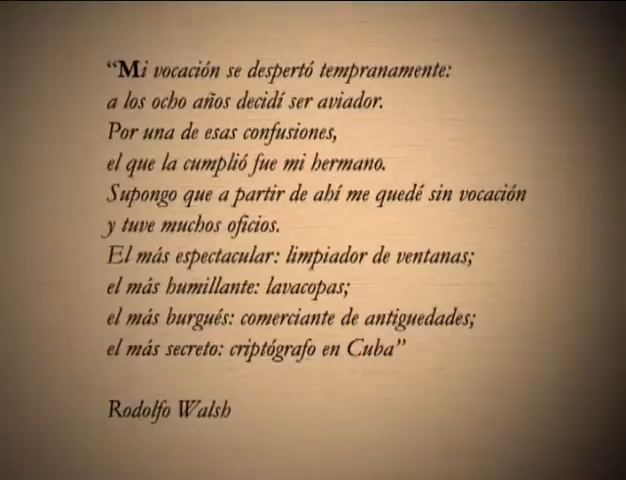 “Mi vocación se despertó tempranamente:
a los ocho años decidí ser aviador.
Por una de esas confusiones,
el que la cumplió fue mi hermano.
Supongo que a partir de ahí me quedé sin vocación
y tuve muchos oficios.
El más espectacular: limpiador de ventanas;
el más humillante: lavacopas;
el más burgués: comerciante de antiguedades;
el más secreto: criptógrafo en Cuba”
Rodolfo Walsh